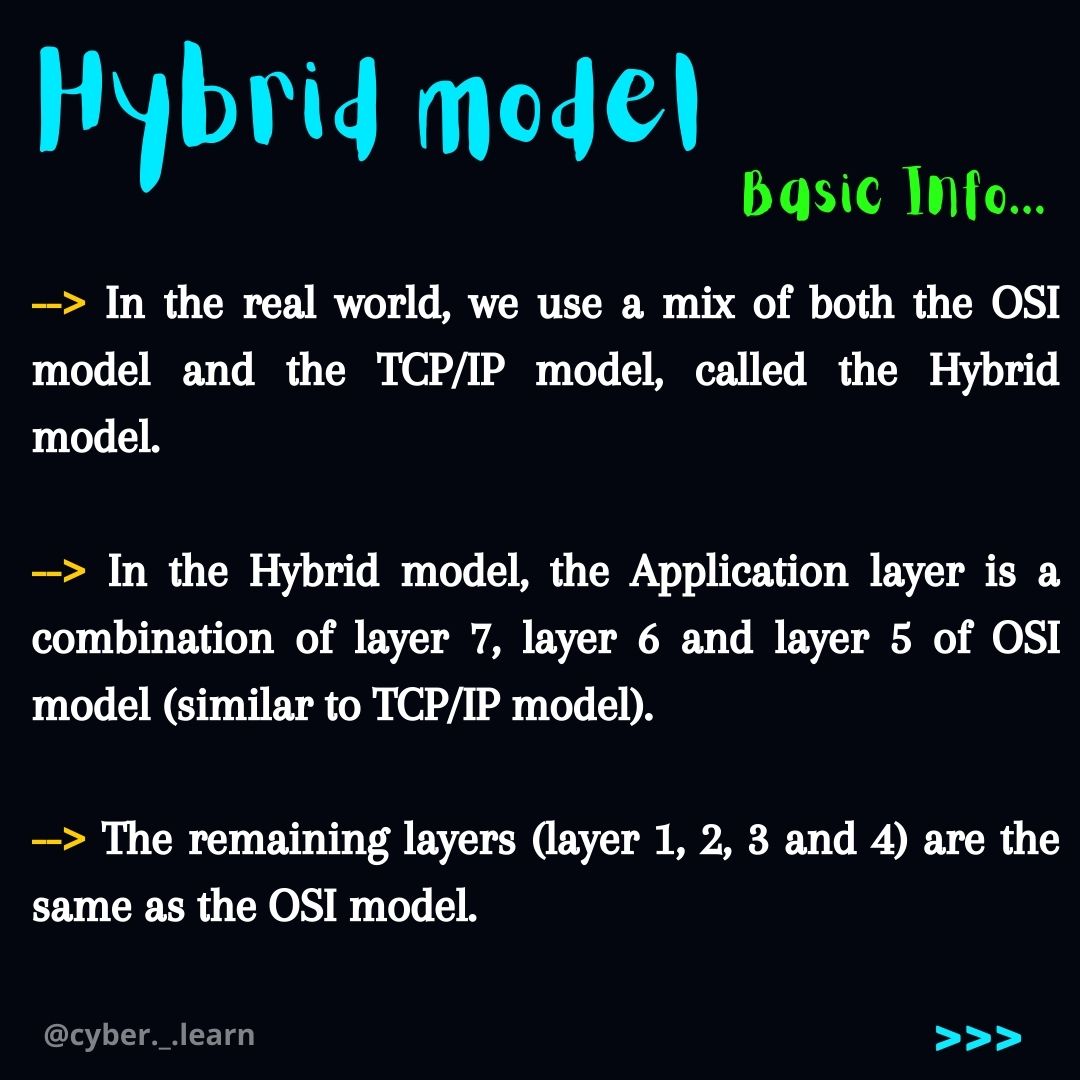 Hybrid model
Basic Info...
--> In the real world, we use a mix of both the OSI
model and the TCP/IP model, called the Hybrid
model.
--> In the Hybrid model, the Application layer is a
combination of layer 7, layer 6 and layer 5 of OSI
model (similar to TCP/IP model).
--> The remaining layers (layer 1, 2, 3 and 4) are the
same as the OSI model.
@cyber._.learn
>>>